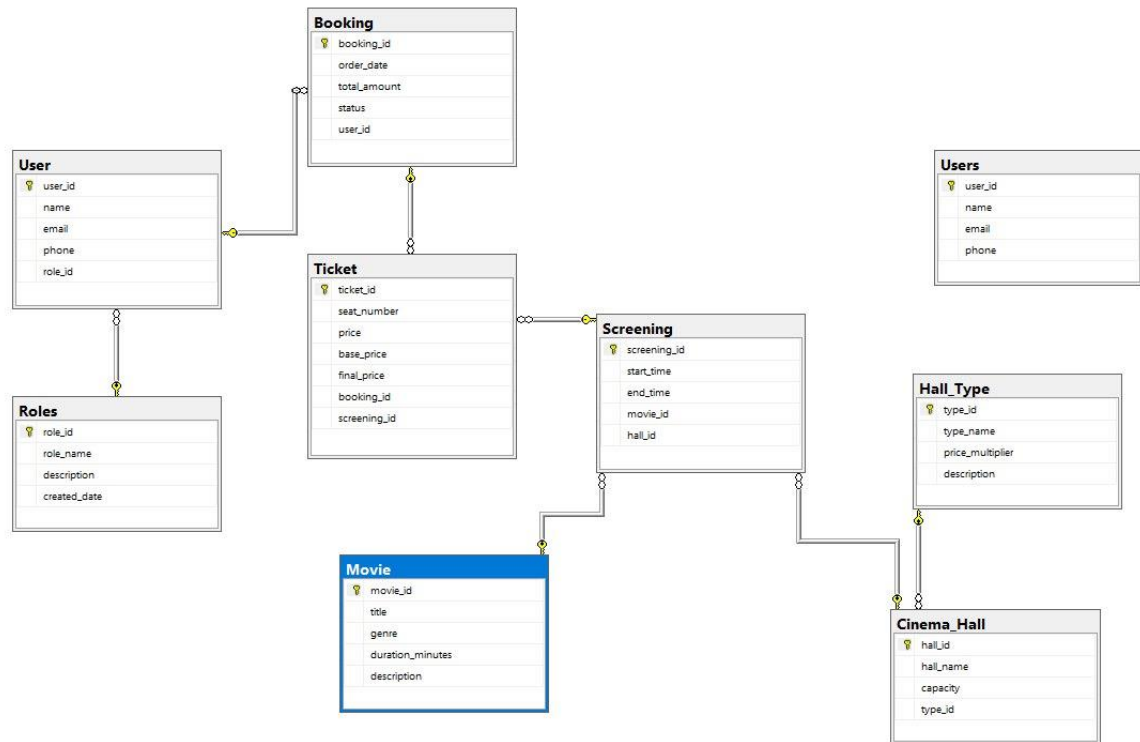 Booking
booking_id
order_date
total_amount
status
user_id
User
user_id
name
email
phone
role_id
Users
user_id
name
email
phone
Ticket
ticket_id
seat_number
price
base_price
final_price
booking_id
screening_id
Screening
screening_id
start_time
end_time
movie_id
hall_id
Hall_Type
type_id
type_name
price_multiplier
description
Roles
role_id
role_name
description
created_date
Movie
movie_id
title
genre
duration_minutes
description
Cinema_Hall
hall_id
hall_name
capacity
type_id